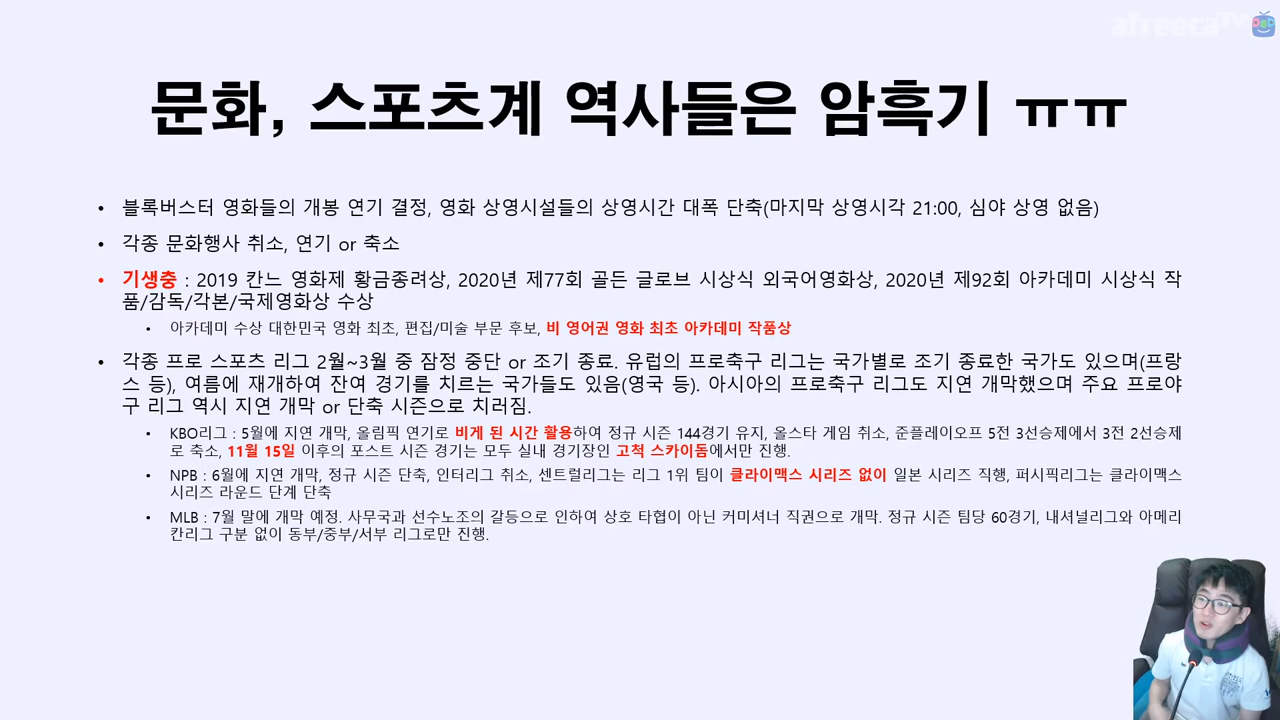 afreecaTV
문화, 스포츠계 역사들은 암흑기 ㅠㅠ
• 블록버스터 영화들의 개봉 연기 결정, 영화 상영시설들의 상영시간 대폭 단축(마지막 상영시각 21:00, 심야 상영 없음)
• 각종 문화행사 취소, 연기 or 축소
• 기생충 : 2019 칸느 영화제 황금종려상, 2020년 제77회 골든 글로브 시상식 외국어영화상, 2020년 제92회 아카데미 시상식 작
품/감독/각본/국제영화상 수상
• 아카데미 수상 대한민국 영화 최초, 편집/미술 부문 후보, 비 영어권 영화 최초 아카데미 작품상
• 각종 프로 스포츠 리그 2월~3월 중 잠정 중단 or 조기 종료. 유럽의 프로축구 리그는 국가별로 조기 종료한 국가도 있으며(프랑
스 등), 여름에 재개하여 잔여 경기를 치르는 국가들도 있음(영국 등). 아시아의 프로축구 리그도 지연 개막했으며 주요 프로야
구 리그 역시 지연 개막 or 단축 시즌으로 치러짐.
• KBO리그 : 5월에 지연 개막, 올림픽 연기로 비게 된 시간 활용하여 정규 시즌 144경기 유지, 올스타 게임 취소, 준플레이오프 5전 3선승제에서 3전 2선승제
로 축소, 11월 15일 이후의 포스트 시즌 경기는 모두 실내 경기장인 고척 스카이돔에서만 진행.
• NPB : 6월에 지연 개막, 정규 시즌 단축, 인터리그 취소, 센트럴리그는 리그 1위 팀이 클라이맥스 시리즈 없이 일본 시리즈 직행, 퍼시픽리그는 클라이맥스
시리즈 라운드 단계 단축
• MLB : 7월 말에 개막 예정. 사무국과 선수노조의 갈등으로 인하여 상호 타협이 아닌 커미셔너 직권으로 개막. 정규 시즌 팀당 60경기, 내셔널리그와 아메리
칸리그 구분 없이 동부/중부/서부 리그로만 진행.